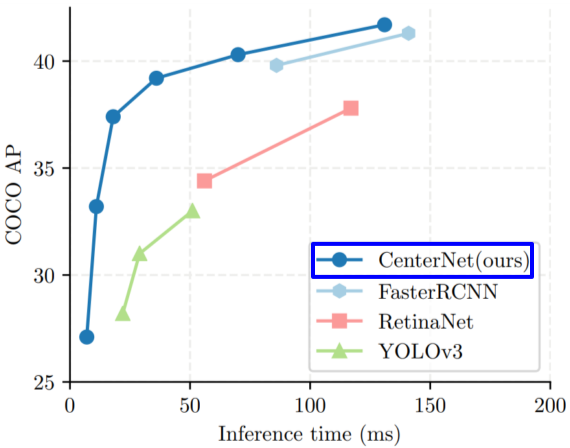 COCO AP
40
35
30
25
0 50 100 150 200
Inference time (ms)
CenterNet(ours)
FasterRCNN
RetinaNet
YOLOv3